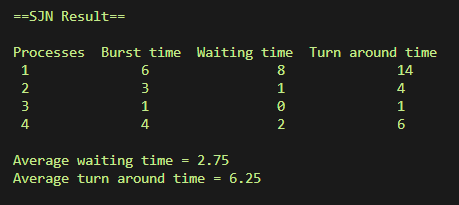 ==SJN Result==
Processes Burst time Waiting time Turn around time
1 6 8 14
2 3 1 4
3 1 0 1
4 4 2 6
Average waiting time = 2.75
Average turn around time = 6.25